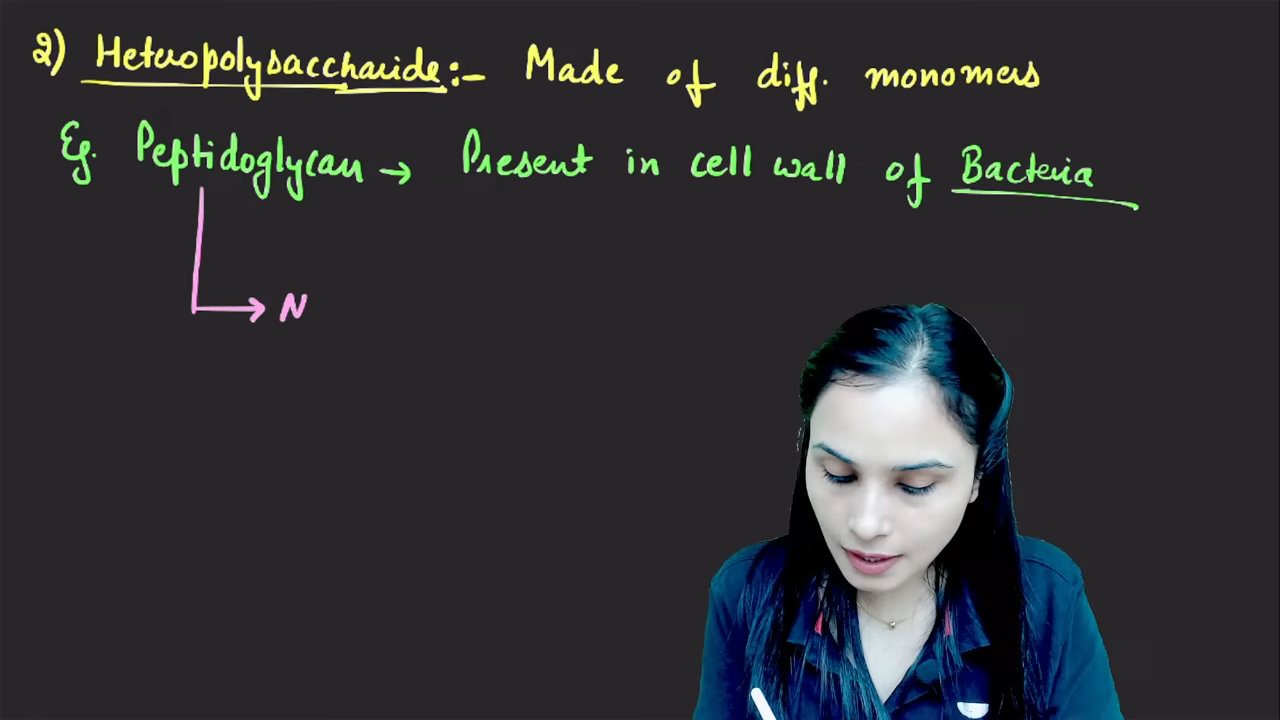 2) Heteropolysaccharide:- Made of diff. monomers
Eg. Peptidoglycan → Present in cell wall of Bacteria
→ N